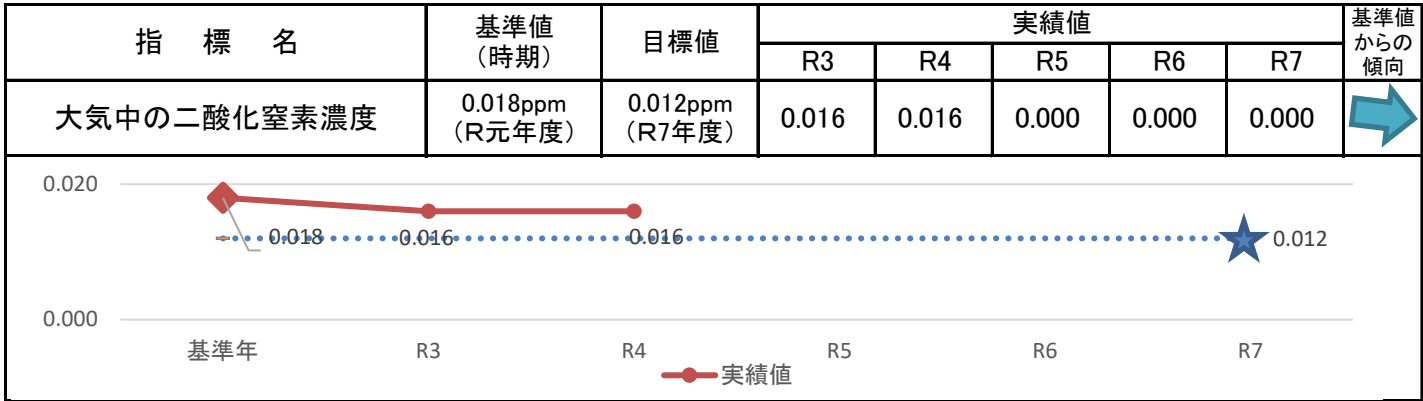 指 標 名 基準値 (時期) 目標値 実績値 基準値 からの 傾向
R3 R4 R5 R6 R7
大気中の二酸化窒素濃度 0.018ppm (R元年度) 0.012ppm (R7年度) 0.016 0.016 0.000 0.000 0.000
0.020
0.018 0.016 0.016 0.012
0.000
基準年 R3 R4 R5 R6 R7
実績値